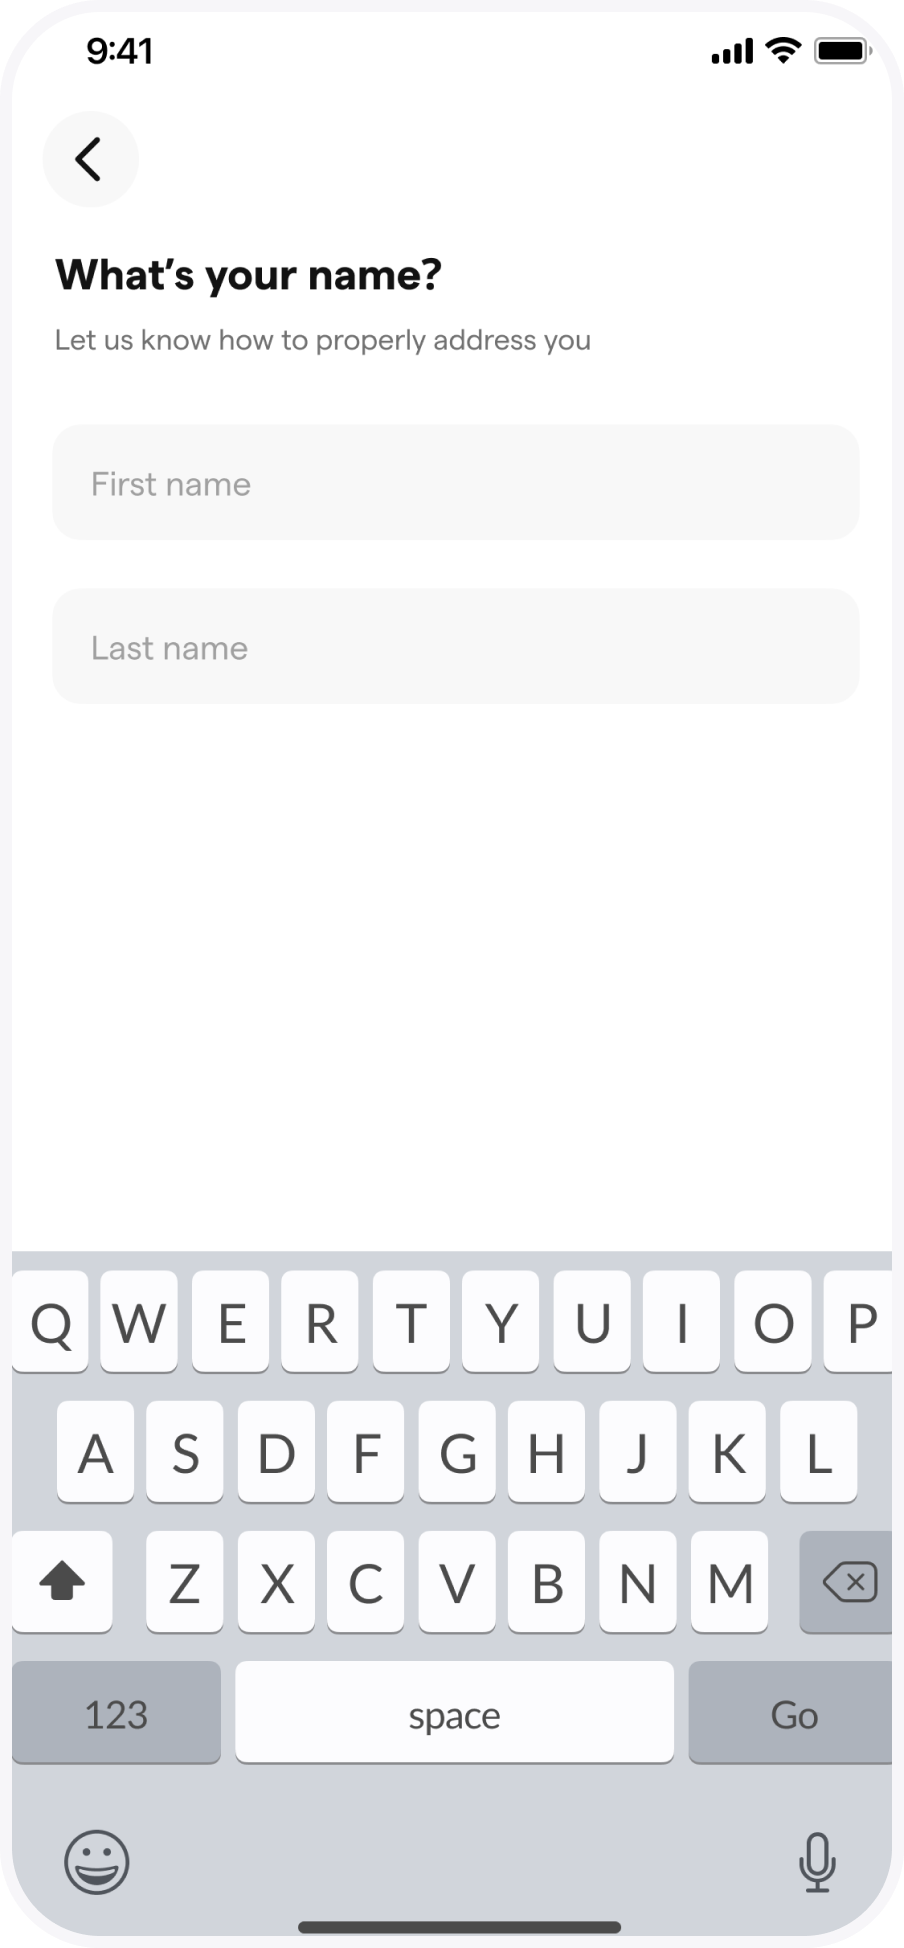 9:41
What's your name?
Let us know how to properly address you
First name
Last name
Q W E R T Y U I O P
A S D F G H J K L
Z X C V B N M
123 space Go